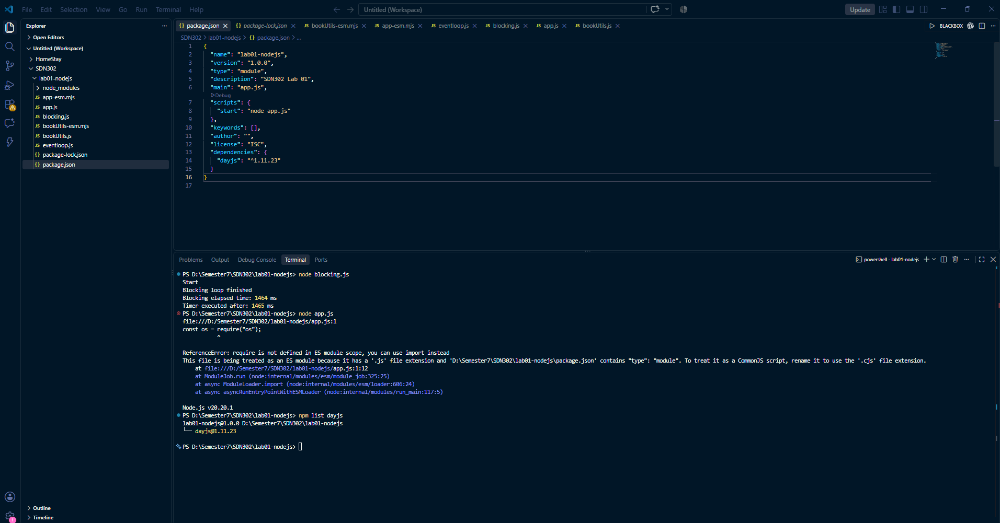 File Edit Selection View Go Run Terminal Help
Untitled (Workspace)
Update
Explorer
Open Editors
Untitled (Workspace)
HomeStay
SDN302
lab01-nodejs
node_modules
JS app-esm.mjs
JS app.js
JS blocking.js
JS bookUtils-esm.mjs
JS bookUtils.js
JS eventloop.js
{} package-lock.json
{} package.json
Outline
Timeline
1
{} package.json {} package-lock.json JS bookUtils-esm.mjs JS app-esm.mjs JS eventloop.js JS blocking.js JS app.js JS bookUtils.js
BLACKBOX
SDN302 > lab01-nodejs > {} package.json > ...
1 {
2 "name": "lab01-nodejs",
3 "version": "1.0.0",
4 "type": "module",
5 "description": "SDN302 Lab 01",
6 "main": "app.js",
Debug
7 "scripts": {
8 "start": "node app.js"
9 },
10 "keywords": [],
11 "author": "",
12 "license": "ISC",
13 "dependencies": {
14 "dayjs": "^1.11.23"
15 }
16 }
17
Problems Output Debug Console Terminal Ports
powershell - lab01-nodejs
PS D:\Semester7\SDN302\lab01-nodejs> node blocking.js
Start
Blocking loop finished
Blocking elapsed time: 1464 ms
Timer executed after: 1465 ms
PS D:\Semester7\SDN302\lab01-nodejs> node app.js
file:///D:/Semester7/SDN302/lab01-nodejs/app.js:1
const os = require("os");
^
ReferenceError: require is not defined in ES module scope, you can use import instead
This file is being treated as an ES module because it has a '.js' file extension and 'D:\Semester7\SDN302\lab01-nodejs\package.json' contains "type": "module". To treat it as a CommonJS script, rename it to use the '.cjs' file extension.
at file:///D:/Semester7/SDN302/lab01-nodejs/app.js:1:12
at ModuleJob.run (node:internal/modules/esm/module_job:325:25)
at async ModuleLoader.import (node:internal/modules/esm/loader:606:24)
at async asyncRunEntryPointWithESMLoader (node:internal/modules/run_main:117:5)
Node.js v20.20.1
PS D:\Semester7\SDN302\lab01-nodejs> npm list dayjs
lab01-nodejs@1.0.0 D:\Semester7\SDN302\lab01-nodejs
└── dayjs@1.11.23
PS D:\Semester7\SDN302\lab01-nodejs>